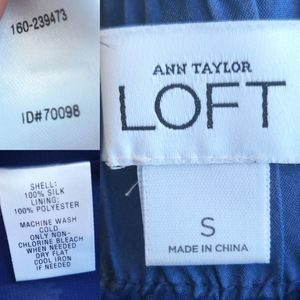 160-239473
ID#70098
ANN TAYLOR
LOFT
S
MADE IN CHINA
SHELL:
100% SILK
LINING:
100% POLYESTER
MACHINE WASH
COLD
ONLY NON-
CHLORINE BLEACH
WHEN NEEDED
DRY FLAT
COOL IRON
IF NEEDED